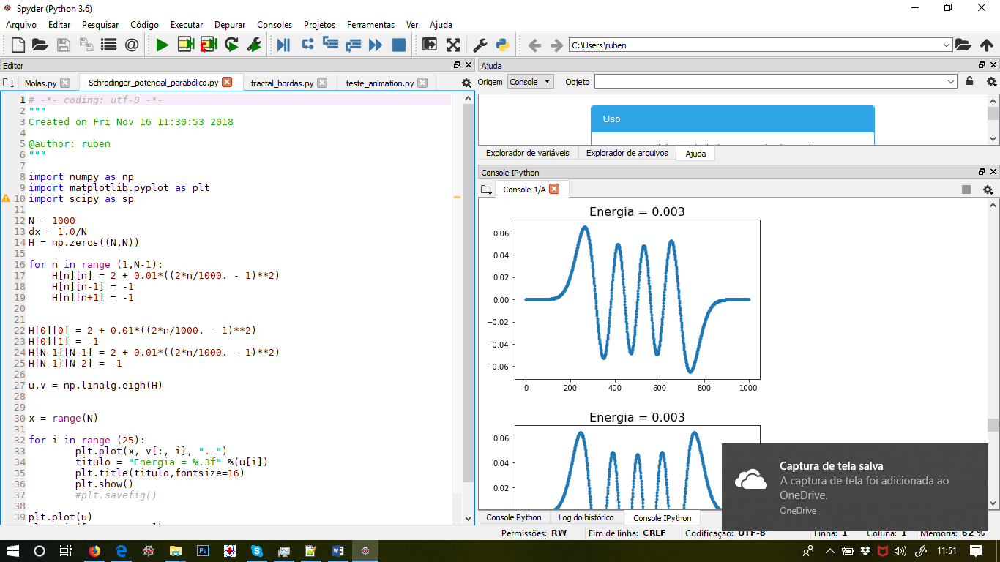 Spyder (Python 3.6)
Arquivo Editar Pesquisar Código Executar Depurar Consoles Projetos Ferramentas Ver Ajuda
C:\Users\ruben
Editor
Molas.py Schrodinger_potencial_parabólico.py fractal_bordas.py teste_animation.py
1 # -*- coding: utf-8 -*-
2 """
3 Created on Fri Nov 16 11:30:53 2018
4
5 @author: ruben
6 """
7
8 import numpy as np
9 import matplotlib.pyplot as plt
10 import scipy as sp
11
12 N = 1000
13 dx = 1.0/N
14 H = np.zeros((N,N))
15
16 for n in range (1,N-1):
17     H[n][n] = 2 + 0.01*((2*n/1000. - 1)**2)
18     H[n][n-1] = -1
19     H[n][n+1] = -1
20
21
22 H[0][0] = 2 + 0.01*((2*n/1000. - 1)**2)
23 H[0][1] = -1
24 H[N-1][N-1] = 2 + 0.01*((2*n/1000. - 1)**2)
25 H[N-1][N-2] = -1
26
27 u,v = np.linalg.eigh(H)
28
29
30 x = range(N)
31
32 for i in range (25):
33         plt.plot(x, v[:, i], ".-")
34         titulo = "Energia = %.3f" %(u[i])
35         plt.title(titulo,fontsize=16)
36         plt.show()
37         #plt.savefig()
38
39 plt.plot(u)
Ajuda
Origem Console Objeto
Uso
Explorador de variáveis Explorador de arquivos Ajuda
Console IPython
Console 1/A
Energia = 0.003
0.06
0.04
0.02
0.00
−0.02
−0.04
−0.06
0 200 400 600 800 1000
Energia = 0.003
0.06
0.04
0.02
Captura de tela salva
A captura de tela foi adicionada ao
OneDrive.
OneDrive
Console Python Log do histórico Console IPython
Permissões: RW Fim de linha: CRLF Codificação: UTF-8 Linha: 1 Coluna: 1 Memória: 62 %
11:51